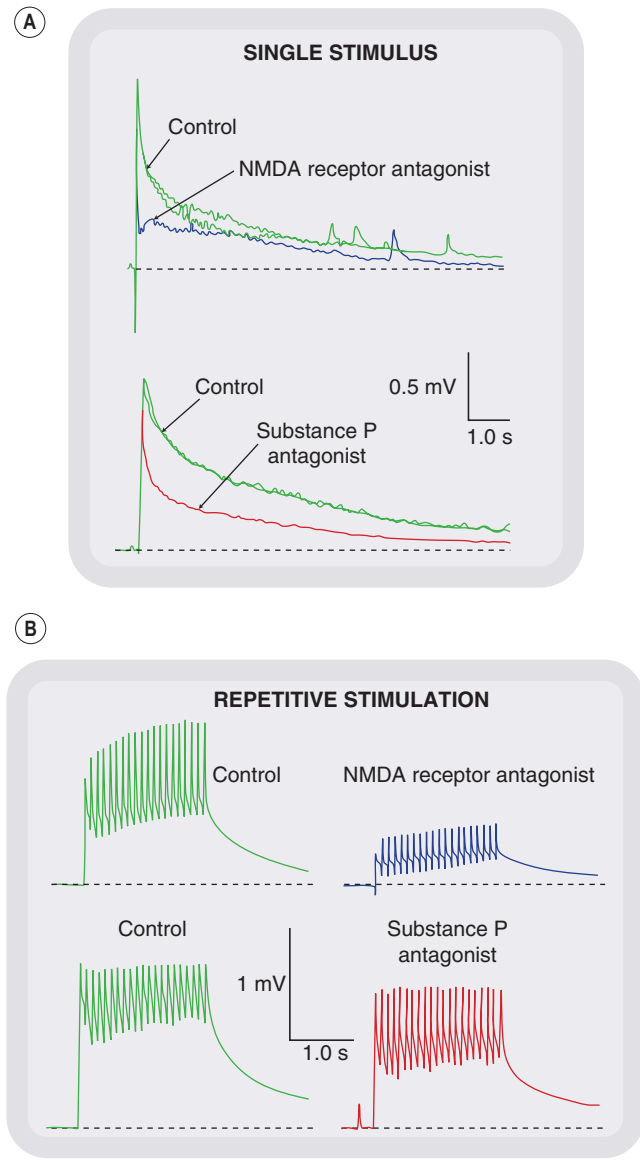 A
SINGLE STIMULUS
Control
NMDA receptor antagonist
Control
0.5 mV
1.0 s
Substance P
antagonist
B
REPETITIVE STIMULATION
Control
NMDA receptor antagonist
Control
Substance P
antagonist
1 mV
1.0 s